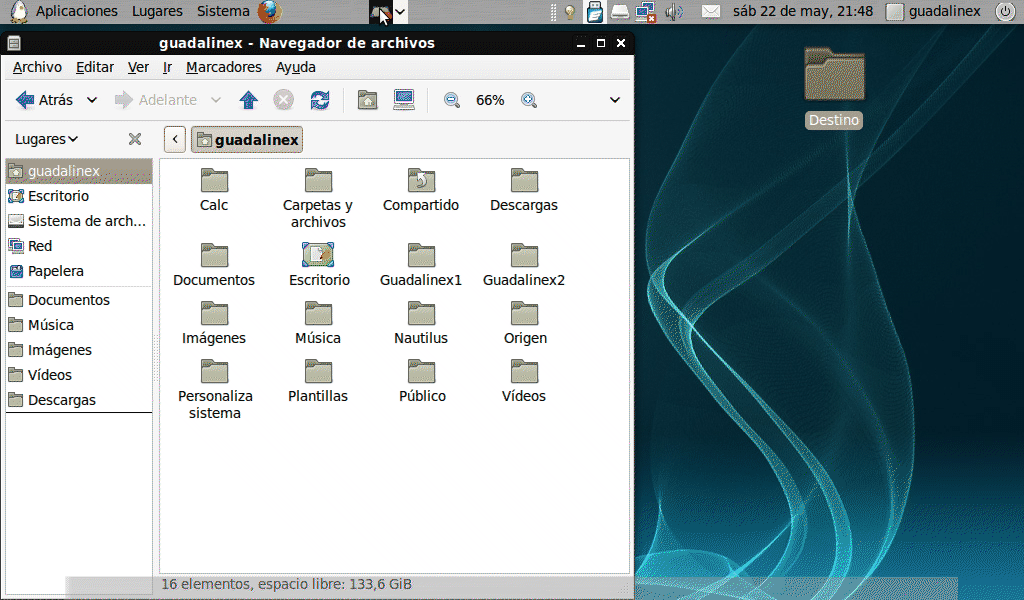 Aplicaciones Lugares Sistema sáb 22 de may, 21:48 guadalinex
guadalinex - Navegador de archivos
Archivo Editar Ver Ir Marcadores Ayuda
Atrás Adelante 66%
Lugares guadalinex
guadalinex
Escritorio
Sistema de arch...
Red
Papelera
Documentos
Música
Imágenes
Vídeos
Descargas
Calc Carpetas y archivos Compartido Descargas
Documentos Escritorio Guadalinex1 Guadalinex2
Imágenes Música Nautilus Origen
Personaliza sistema Plantillas Público Vídeos
16 elementos, espacio libre: 133,6 GiB
Destino